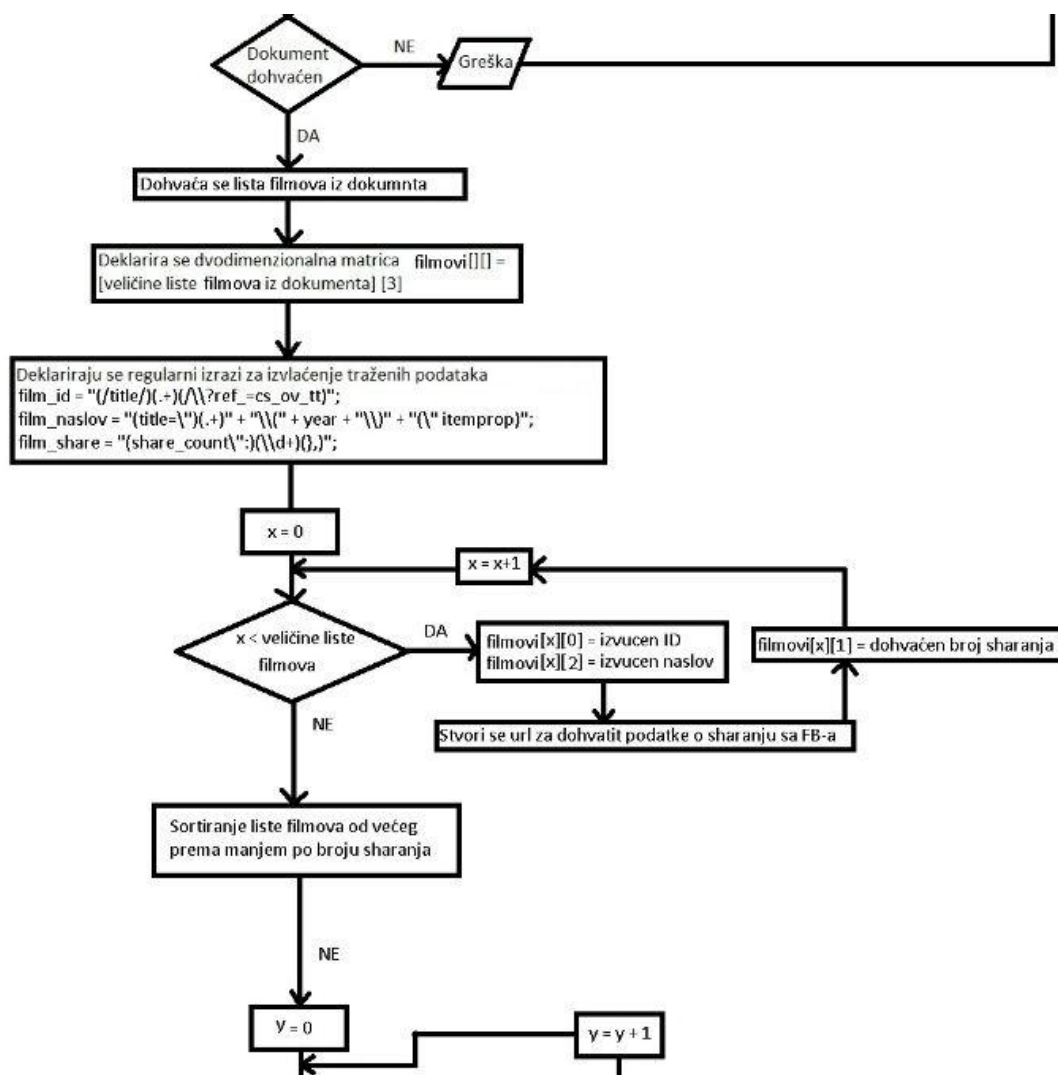 Dokument
dohvaćen
NE
Greška
DA
Dohvaća se lista filmova iz dokumnta
Deklarira se dvodimenzionalna matrica filmovi[][] =
[veličine liste filmova iz dokumenta] [3]
Deklariraju se regularni izrazi za izvlaćenje traženih podataka
film_id = "(/title/)(.+)(/\\?ref_=cs_ov_tt)";
film_naslov = "(title=\")(.+)" + "\\(" + year + "\\)" + "(\" itemprop)";
film_share = "(share_count\":)(\\d+)(},)";
x = 0
x = x+1
x < veličine liste
filmova
DA
filmovi[x][0] = izvucen ID
filmovi[x][2] = izvucen naslov
filmovi[x][1] = dohvaćen broj sharanja
NE
Stvori se url za dohvatit podatke o sharanju sa FB-a
Sortiranje liste filmova od većeg
prema manjem po broju sharanja
NE
y = 0
y = y + 1